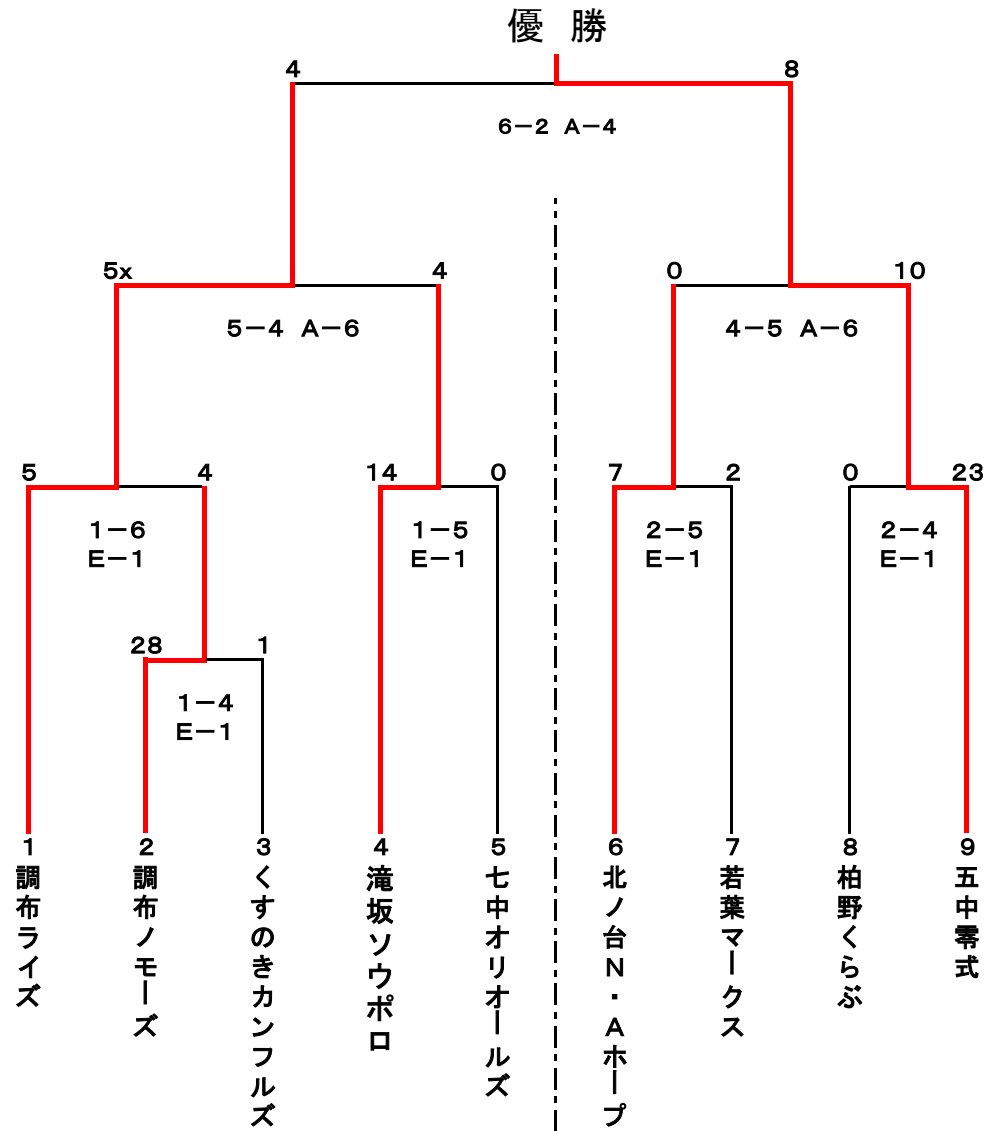 優 勝
4
8
6－2 A－4
5x
4
0
10
5－4 A－6
4－5 A－6
5
4
14
0
7
2
0
23
1－6
E－1
1－5
E－1
2－5
E－1
2－4
E－1
28
1
1－4
E－1
1
2
3
4
5
6
7
8
9
調布ライズ
調布ノモーズ
くすのきカンフルズ
滝坂ソウポロ
七中オリオールズ
北ノ台N・Aホープ
若葉マークス
柏野くらぶ
五中零式